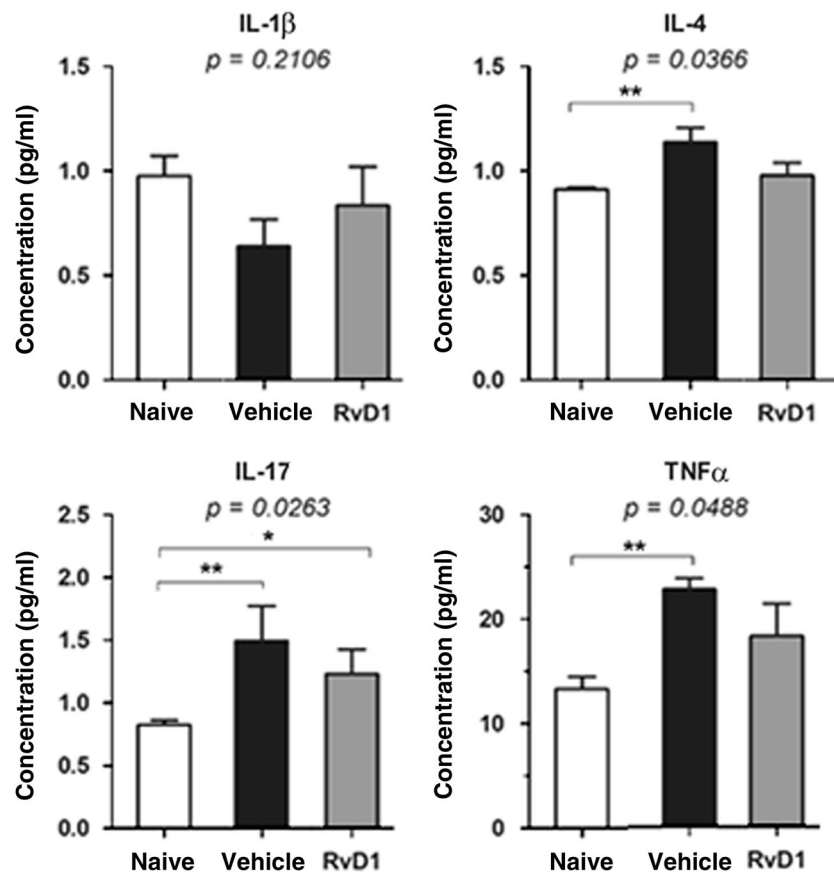 IL-1β
p = 0.2106
Concentration (pg/ml)
1.5
1.0
0.5
0.0
Naive Vehicle RvD1
IL-4
p = 0.0366
Concentration (pg/ml)
1.5
**
1.0
0.5
0.0
Naive Vehicle RvD1
IL-17
p = 0.0263
Concentration (pg/ml)
2.5
*
2.0
**
1.5
1.0
0.5
0.0
Naive Vehicle RvD1
TNFα
p = 0.0488
Concentration (pg/ml)
30
**
20
10
0
Naive Vehicle RvD1